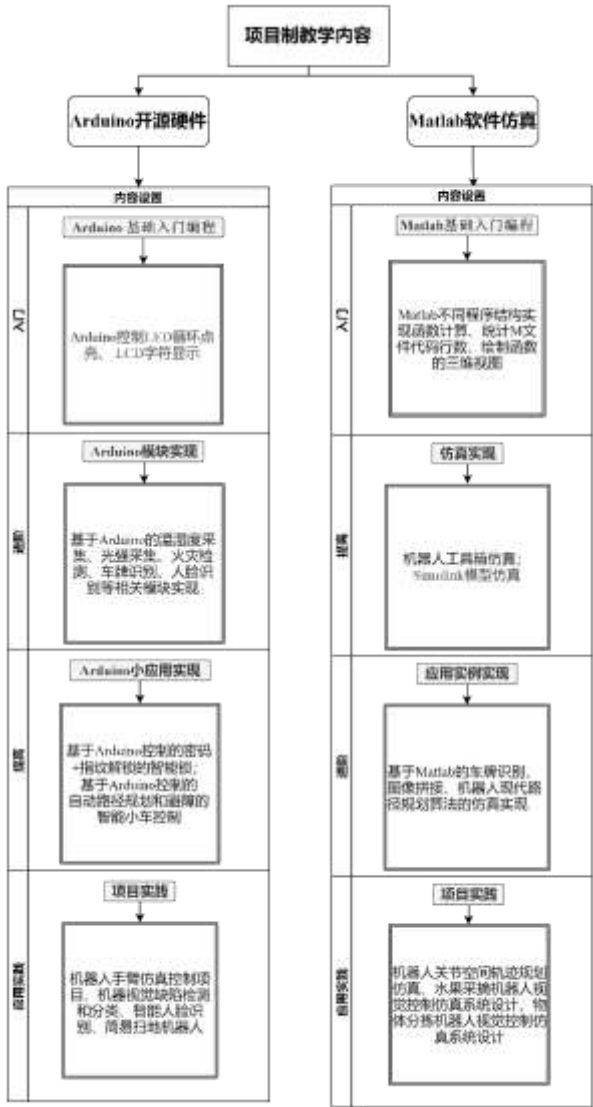 项目制教学内容
Arduino开源硬件
内容设置
入门
Arduino 基础入门编程
Arduino控制LED循环点
亮、 LCD字符显示
进阶
Arduino模块实现
基于Arduino的温湿度采
集、光强采集、火灾检
测、车牌识别、人脸识
别等相关模块实现
提高
Arduino小应用实现
基于Arduino控制的密码
+指纹解锁的智能锁;
基于Arduino控制的
自动路径规划和避障的
智能小车控制
应用实践
项目实践
机器人手臂仿真控制项
目、机器视觉缺陷检测
和分类、智能人脸识
别、简易扫地机器人
Matlab软件仿真
内容设置
入门
Matlab基础入门编程
Matlab不同程序结构实
现函数计算、统计M文
件代码行数、绘制函数
的三维视图
提高
仿真实现
机器人工具箱仿真;
Simulink模型仿真
进阶
应用实例实现
基于Matlab的车牌识别、
图像拼接、机器人现代路
径规划算法的仿真实现
应用实践
项目实践
机器人关节空间轨迹规划
仿真、水果采摘机器人视
觉控制仿真系统设计、物
体分拣机器人视觉控制仿
真系统设计